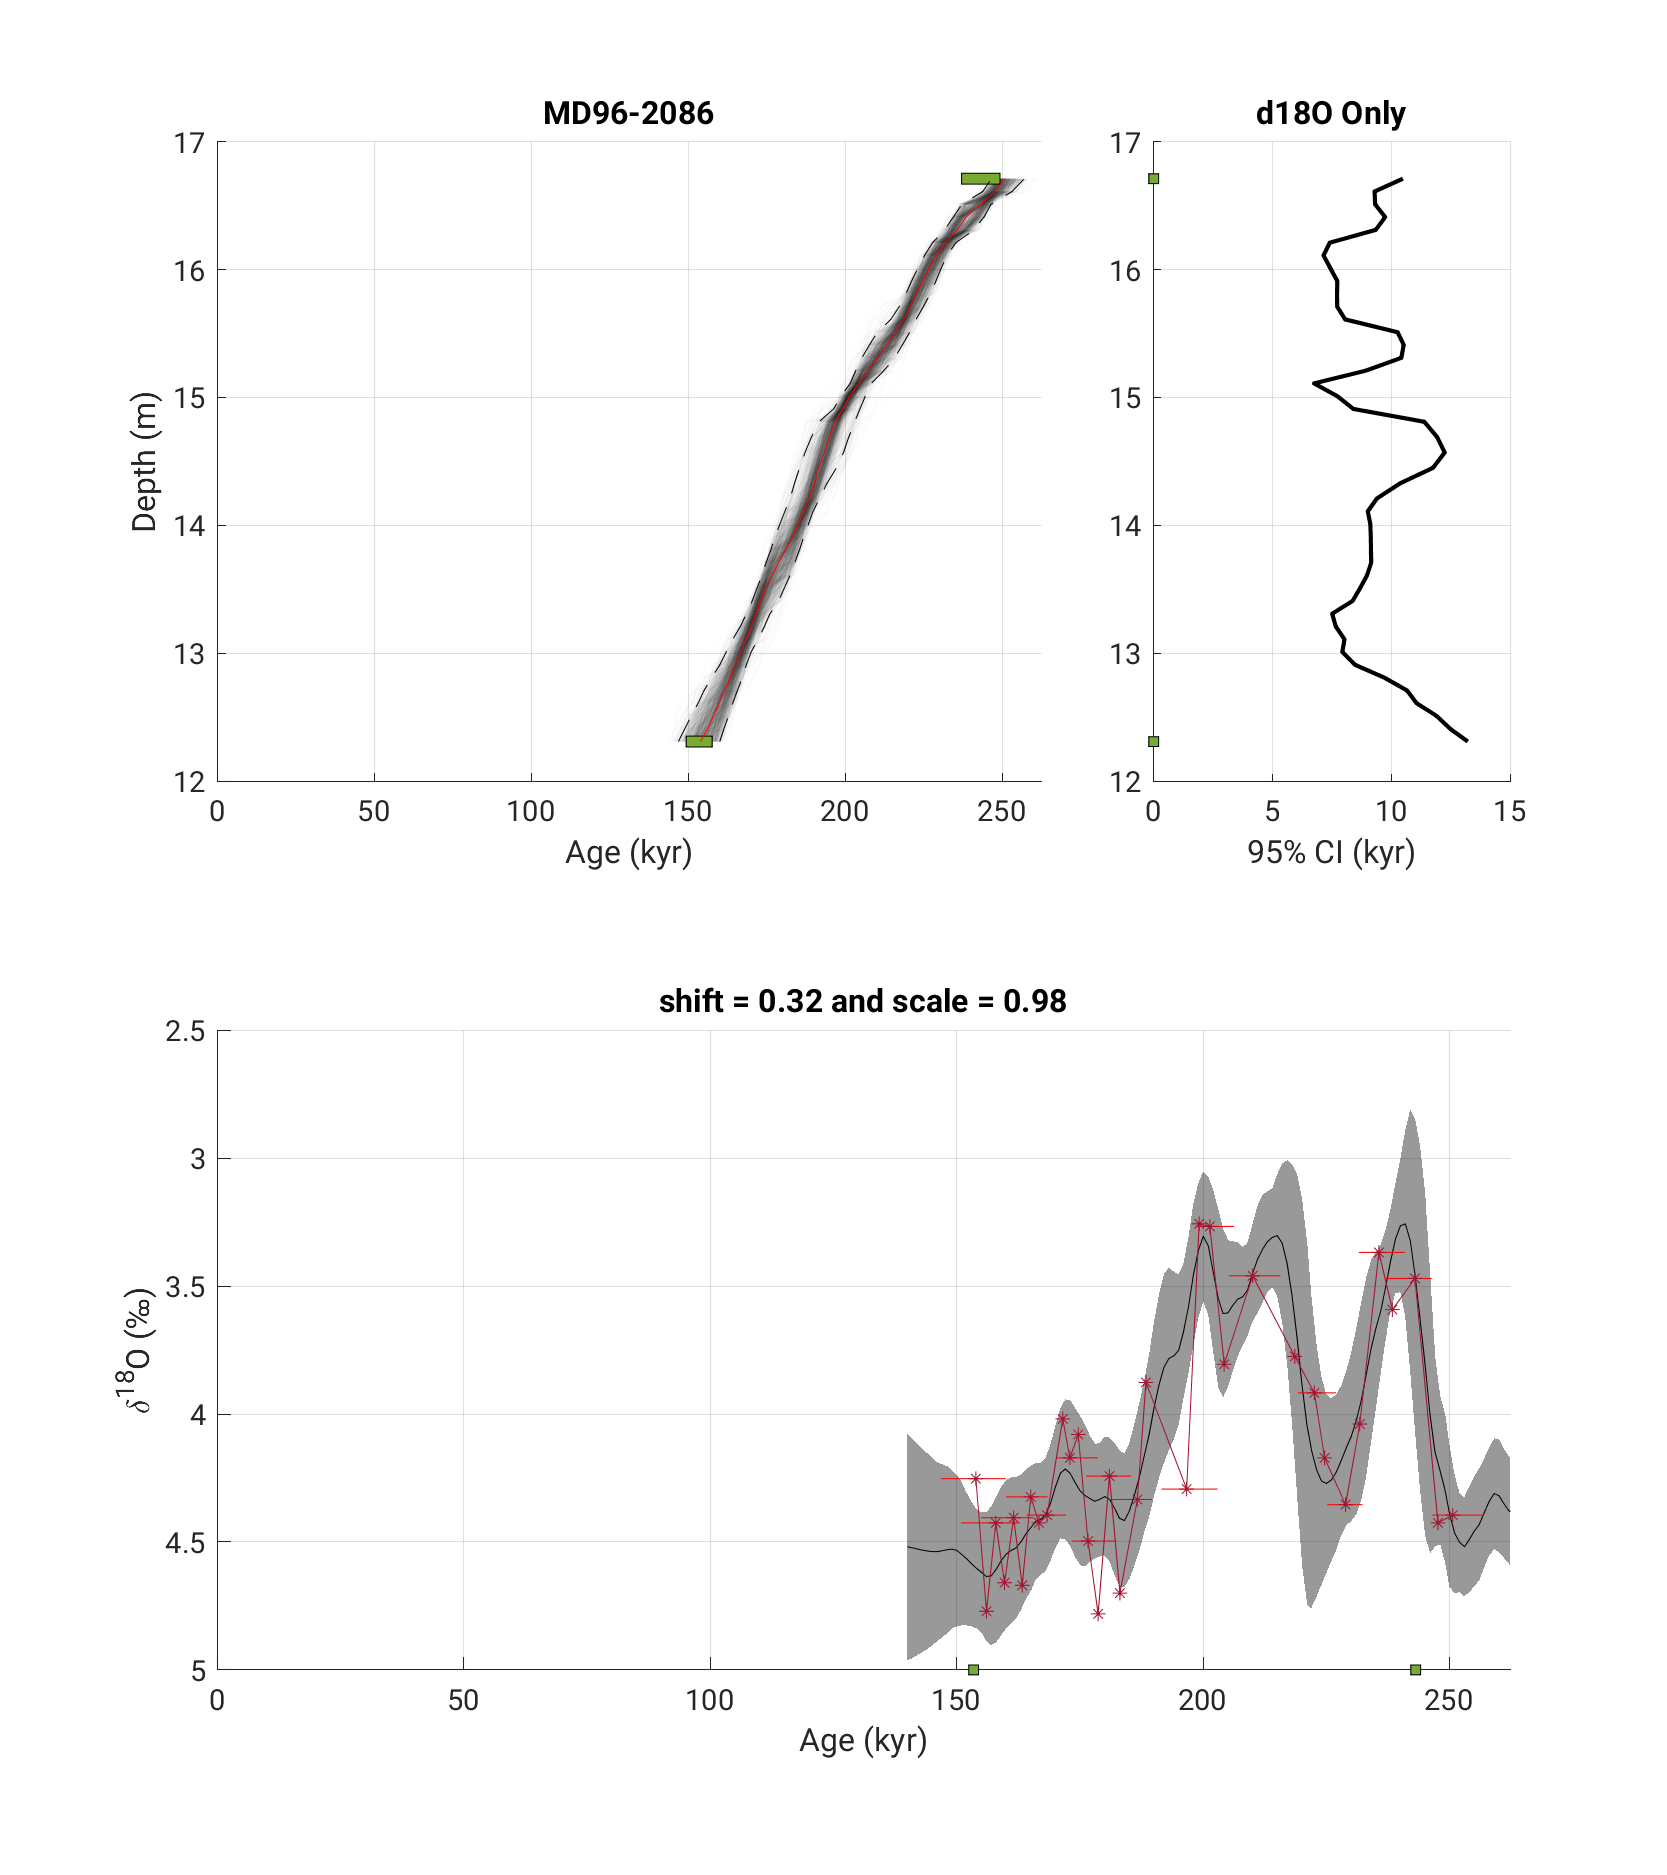 MD96-2086
17
16
15
14
13
12
Depth (m)
0 50 100 150 200 250
Age (kyr)
d18O Only
17
16
15
14
13
12
0 5 10 15
95% CI (kyr)
shift = 0.32 and scale = 0.98
2.5
3
3.5
4
4.5
5
δ18O (‰)
0 50 100 150 200 250
Age (kyr)